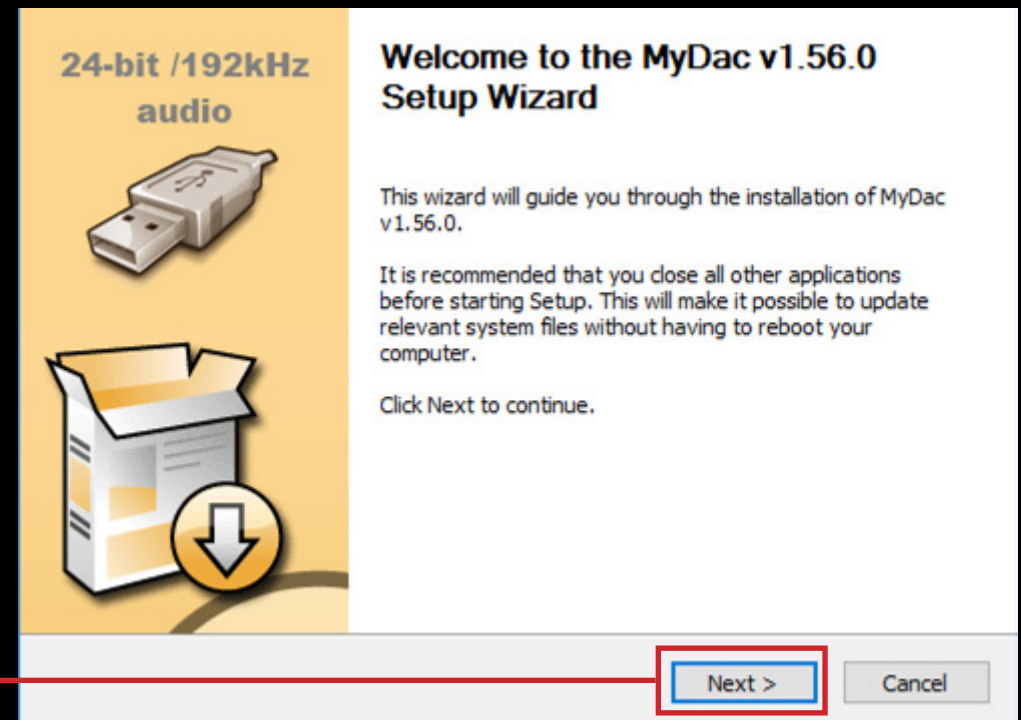 24-bit /192kHz
audio
Welcome to the MyDac v1.56.0
Setup Wizard
This wizard will guide you through the installation of MyDac
v1.56.0.
It is recommended that you close all other applications
before starting Setup. This will make it possible to update
relevant system files without having to reboot your
computer.
Click Next to continue.
Next >
Cancel